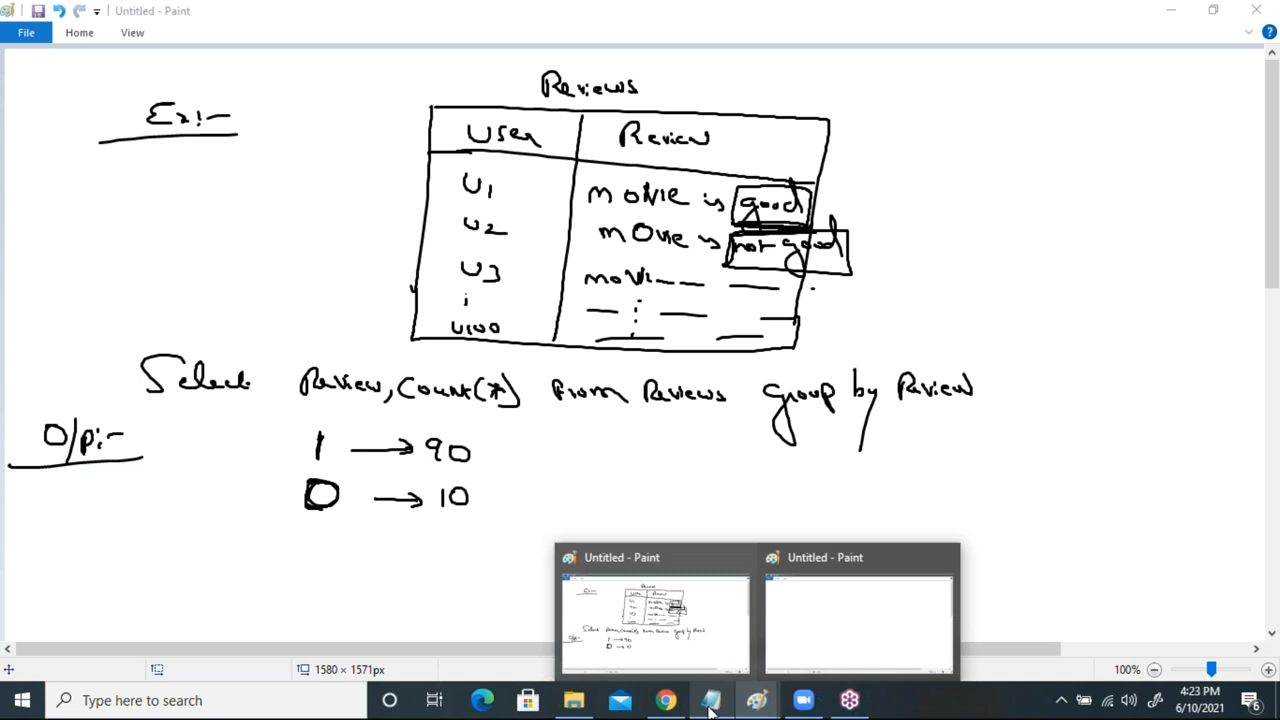 Untitled - Paint
File Home View
Reviews
Ex:-
User Review
U1 movie is good
U2 movie is not good
U3 movi
U100
Select Review, Count(*) From Reviews group by Review
O/p:-
1 → 90
0 → 10
Untitled - Paint Untitled - Paint
1580 × 1571px 100%
Type here to search
4:23 PM
6/10/2021
6